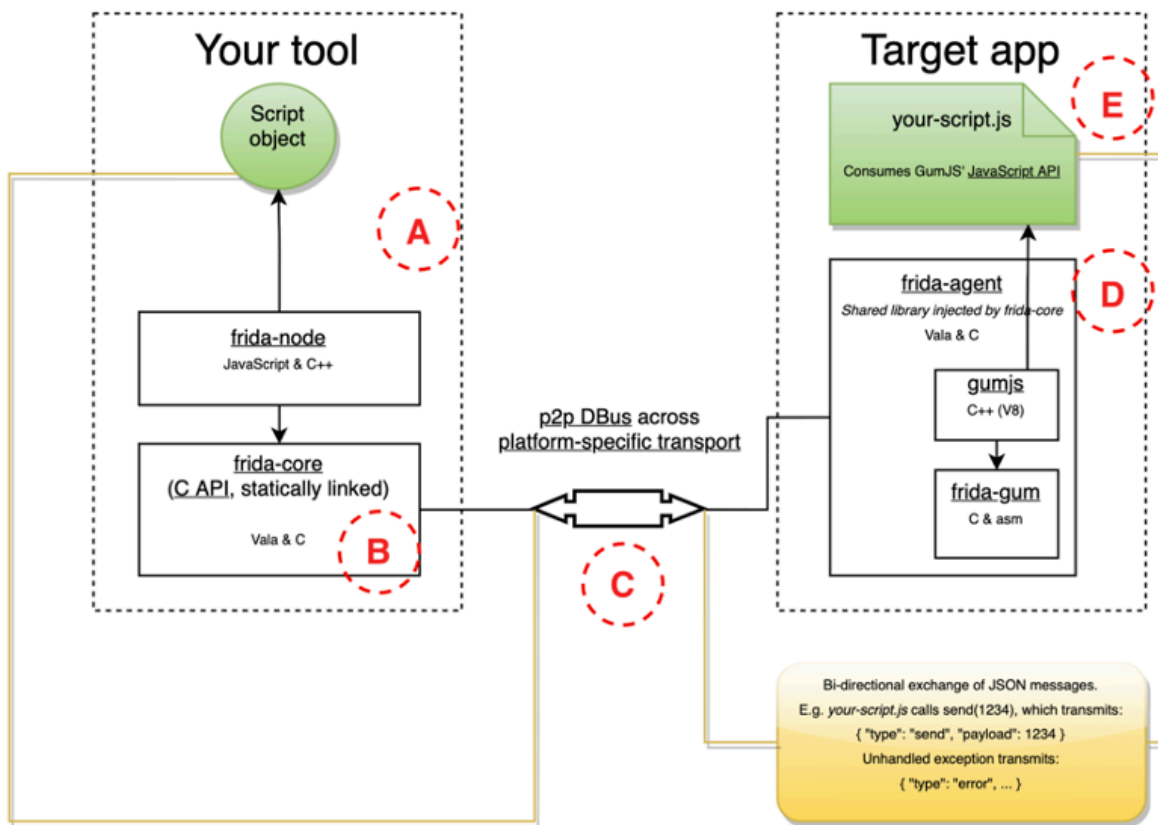 Your tool
Script
object
A
frida-node
JavaScript & C++
frida-core
(C API, statically linked)
Vala & C
B
p2p DBus across
platform-specific transport
C
Target app
E
your-script.js
Consumes GumJS' JavaScript API
frida-agent
D
Shared library injected by frida-core
Vala & C
gumjs
C++ (V8)
frida-gum
C & asm
Bi-directional exchange of JSON messages.
E.g. your-script.js calls send(1234), which transmits:
{ "type": "send", "payload": 1234 }
Unhandled exception transmits:
{ "type": "error", ... }